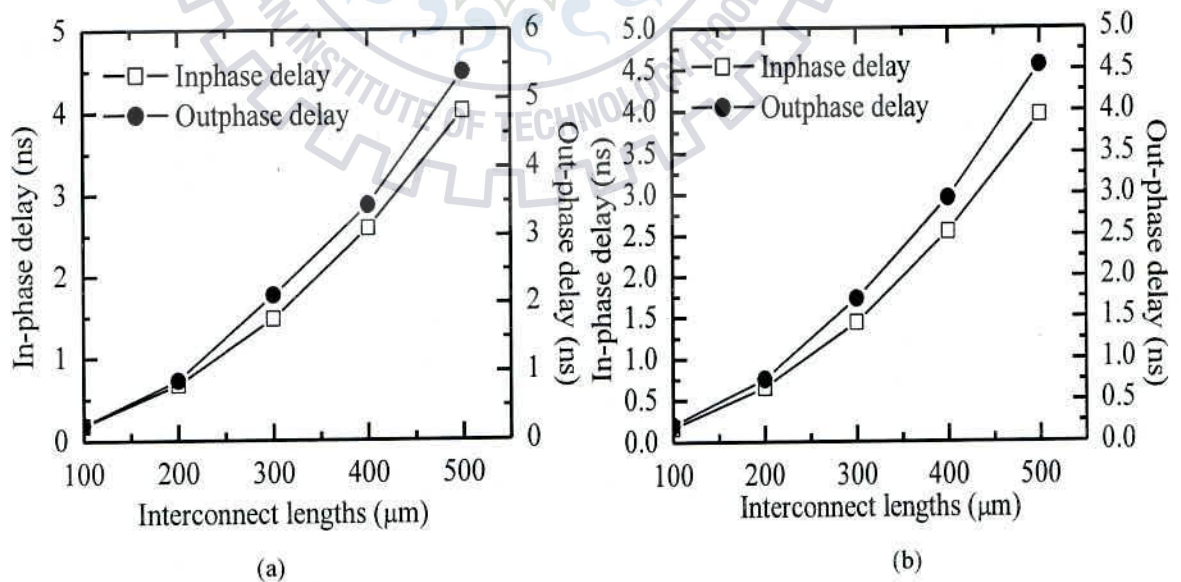 5
4
3
2
1
0
In-phase delay (ns)
Inphase delay
Outphase delay
6
5
4
3
2
1
0
Out-phase delay (ns)
100 200 300 400 500
Interconnect lengths (μm)
(a)
5.0
4.5
4.0
3.5
3.0
2.5
2.0
1.5
1.0
0.5
0.0
In-phase delay (ns)
Inphase delay
Outphase delay
5.0
4.5
4.0
3.5
3.0
2.5
2.0
1.5
1.0
0.5
0.0
Out-phase delay (ns)
100 200 300 400 500
Interconnect lengths (μm)
(b)
INSTITUTE OF TECHNOLOGY